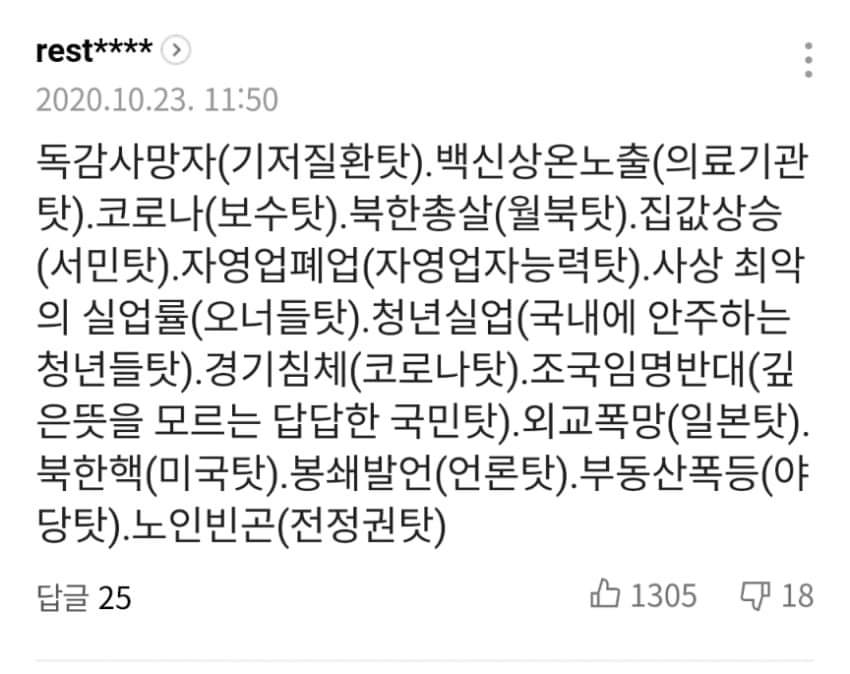 rest****
2020.10.23. 11:50
독감사망자(기저질환탓).백신상온노출(의료기관
탓).코로나(보수탓).북한총살(월북탓).집값상승
(서민탓).자영업폐업(자영업자능력탓).사상 최악
의 실업률(오너들탓).청년실업(국내에 안주하는
청년들탓).경기침체(코로나탓).조국임명반대(깊
은뜻을 모르는 답답한 국민탓).외교폭망(일본탓).
북한핵(미국탓).봉쇄발언(언론탓).부동산폭등(야
당탓).노인빈곤(전정권탓)
답글 25 1305 18